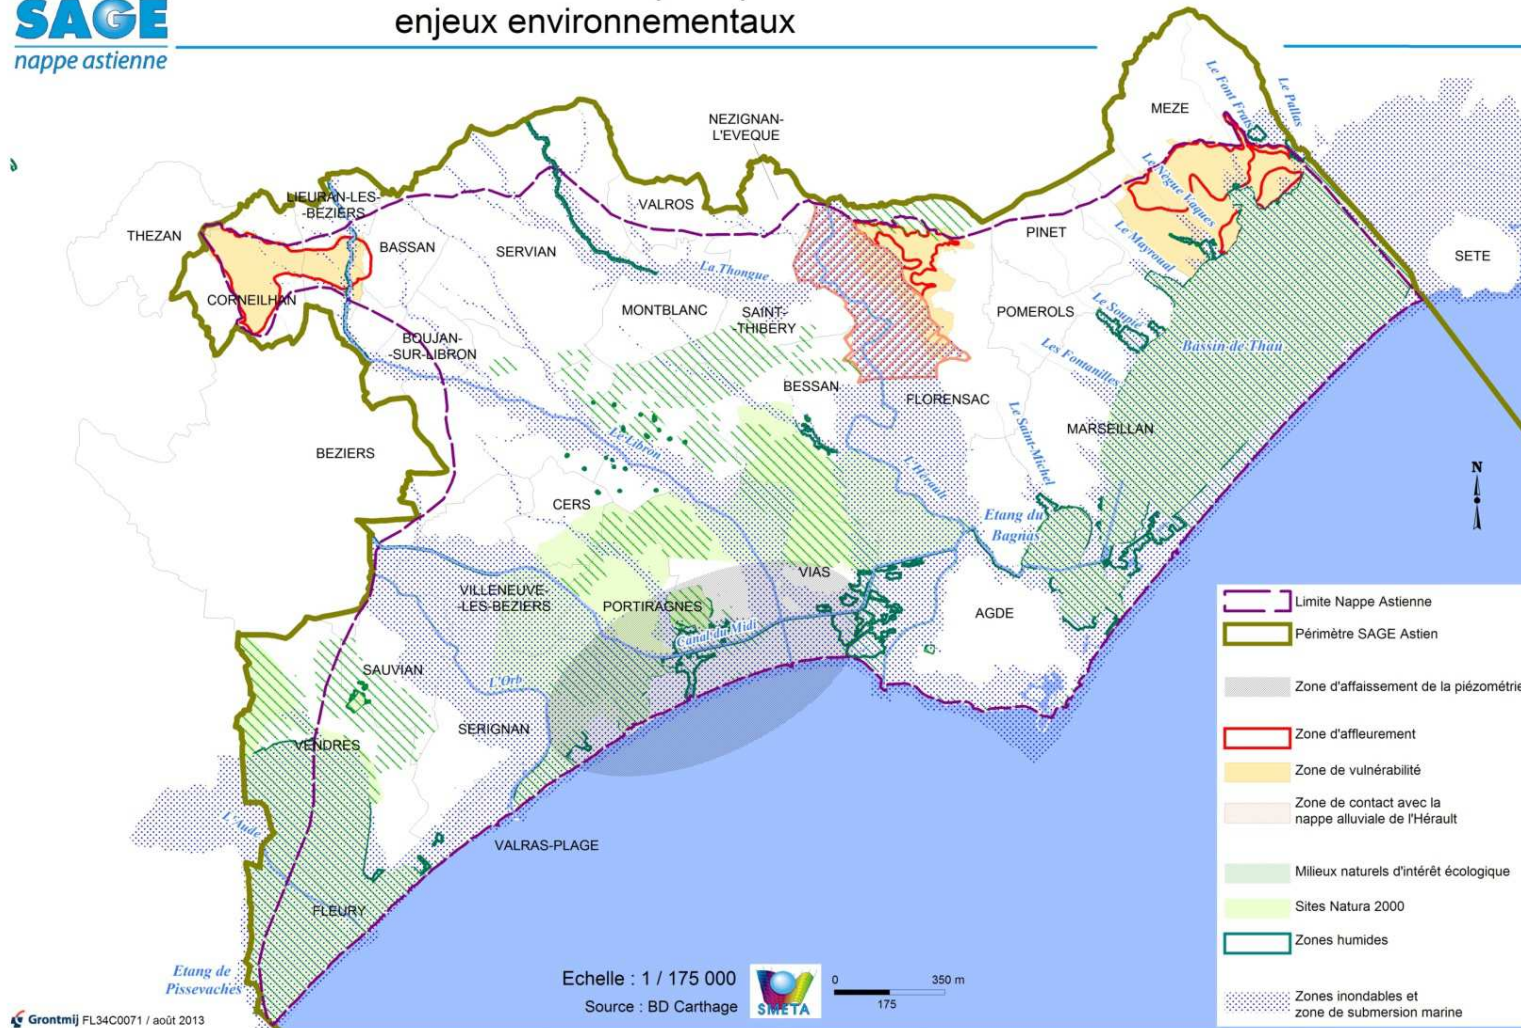 SAGE
nappe astienne
enjeux environnementaux
MEZE
Le Font Frats
Le Pallas
NEZIGNAN-
L'EVEQUE
Le Nègue Vaques
LIEURAN-LES-
-BEZIERS
VALROS
THEZAN
BASSAN
SERVIAN
PINET
Le Mayroual
SETE
La Thongue
CORNEILHAN
MONTBLANC
SAINT-
-THIBERY
POMEROLS
Le Soupié
BOUJAN-
-SUR-LIBRON
Les Fontanilles
Bassin de Thau
BESSAN
FLORENSAC
Le Saint-Michel
MARSEILLAN
BEZIERS
Le Libron
L'Hérault
N
CERS
Etang du
Bagnas
VIAS
VILLENEUVE-
-LES-BEZIERS
PORTIRAGNES
AGDE
Canal du Midi
SAUVIAN
L'Orb
SERIGNAN
VENDRES
L'Aude
VALRAS-PLAGE
FLEURY
Etang de
Pissevaches
Limite Nappe Astienne
Périmètre SAGE Astien
Zone d'affaissement de la piézométrie
Zone d'affleurement
Zone de vulnérabilité
Zone de contact avec la
nappe alluviale de l'Hérault
Milieux naturels d'intérêt écologique
Sites Natura 2000
Zones humides
Zones inondables et
zone de submersion marine
Echelle : 1 / 175 000
Source : BD Carthage
SMETA
0 350 m
175
Grontmij FL34C0071 / août 2013